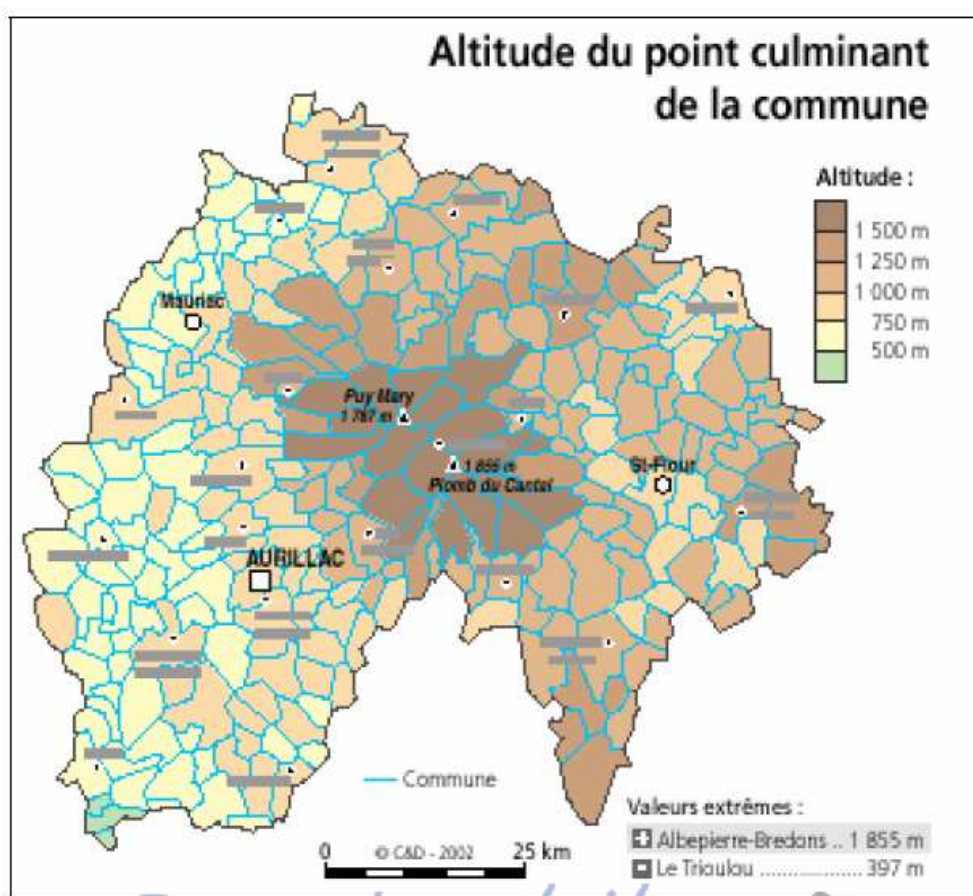 Altitude du point culminant
de la commune
Altitude :
1 500 m
1 250 m
1 000 m
750 m
500 m
Mauriac
Puy Mary
1 787 m
1 855 m
Plomb du Cantal
St-Flour
AURILLAC
Commune
Valeurs extrêmes :
Albepierre-Bredons .. 1 855 m
Le Trioulou .................. 397 m
0 © C&D - 2002 25 km